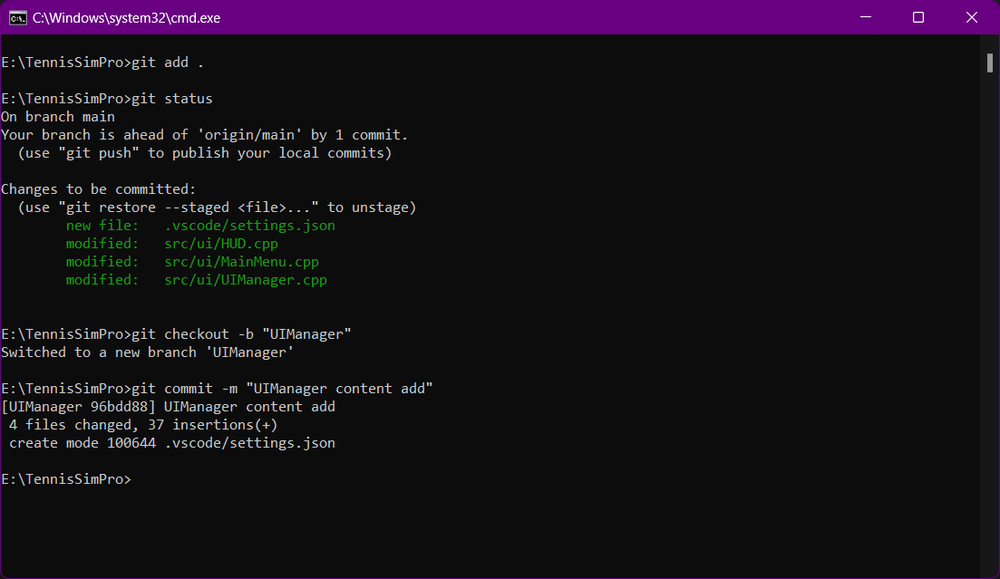 C:\Windows\system32\cmd.exe
E:\TennisSimPro>git add .
E:\TennisSimPro>git status
On branch main
Your branch is ahead of 'origin/main' by 1 commit.
  (use "git push" to publish your local commits)
Changes to be committed:
  (use "git restore --staged <file>..." to unstage)
        new file:   .vscode/settings.json
        modified:   src/ui/HUD.cpp
        modified:   src/ui/MainMenu.cpp
        modified:   src/ui/UIManager.cpp
E:\TennisSimPro>git checkout -b "UIManager"
Switched to a new branch 'UIManager'
E:\TennisSimPro>git commit -m "UIManager content add"
[UIManager 96bdd88] UIManager content add
 4 files changed, 37 insertions(+)
 create mode 100644 .vscode/settings.json
E:\TennisSimPro>